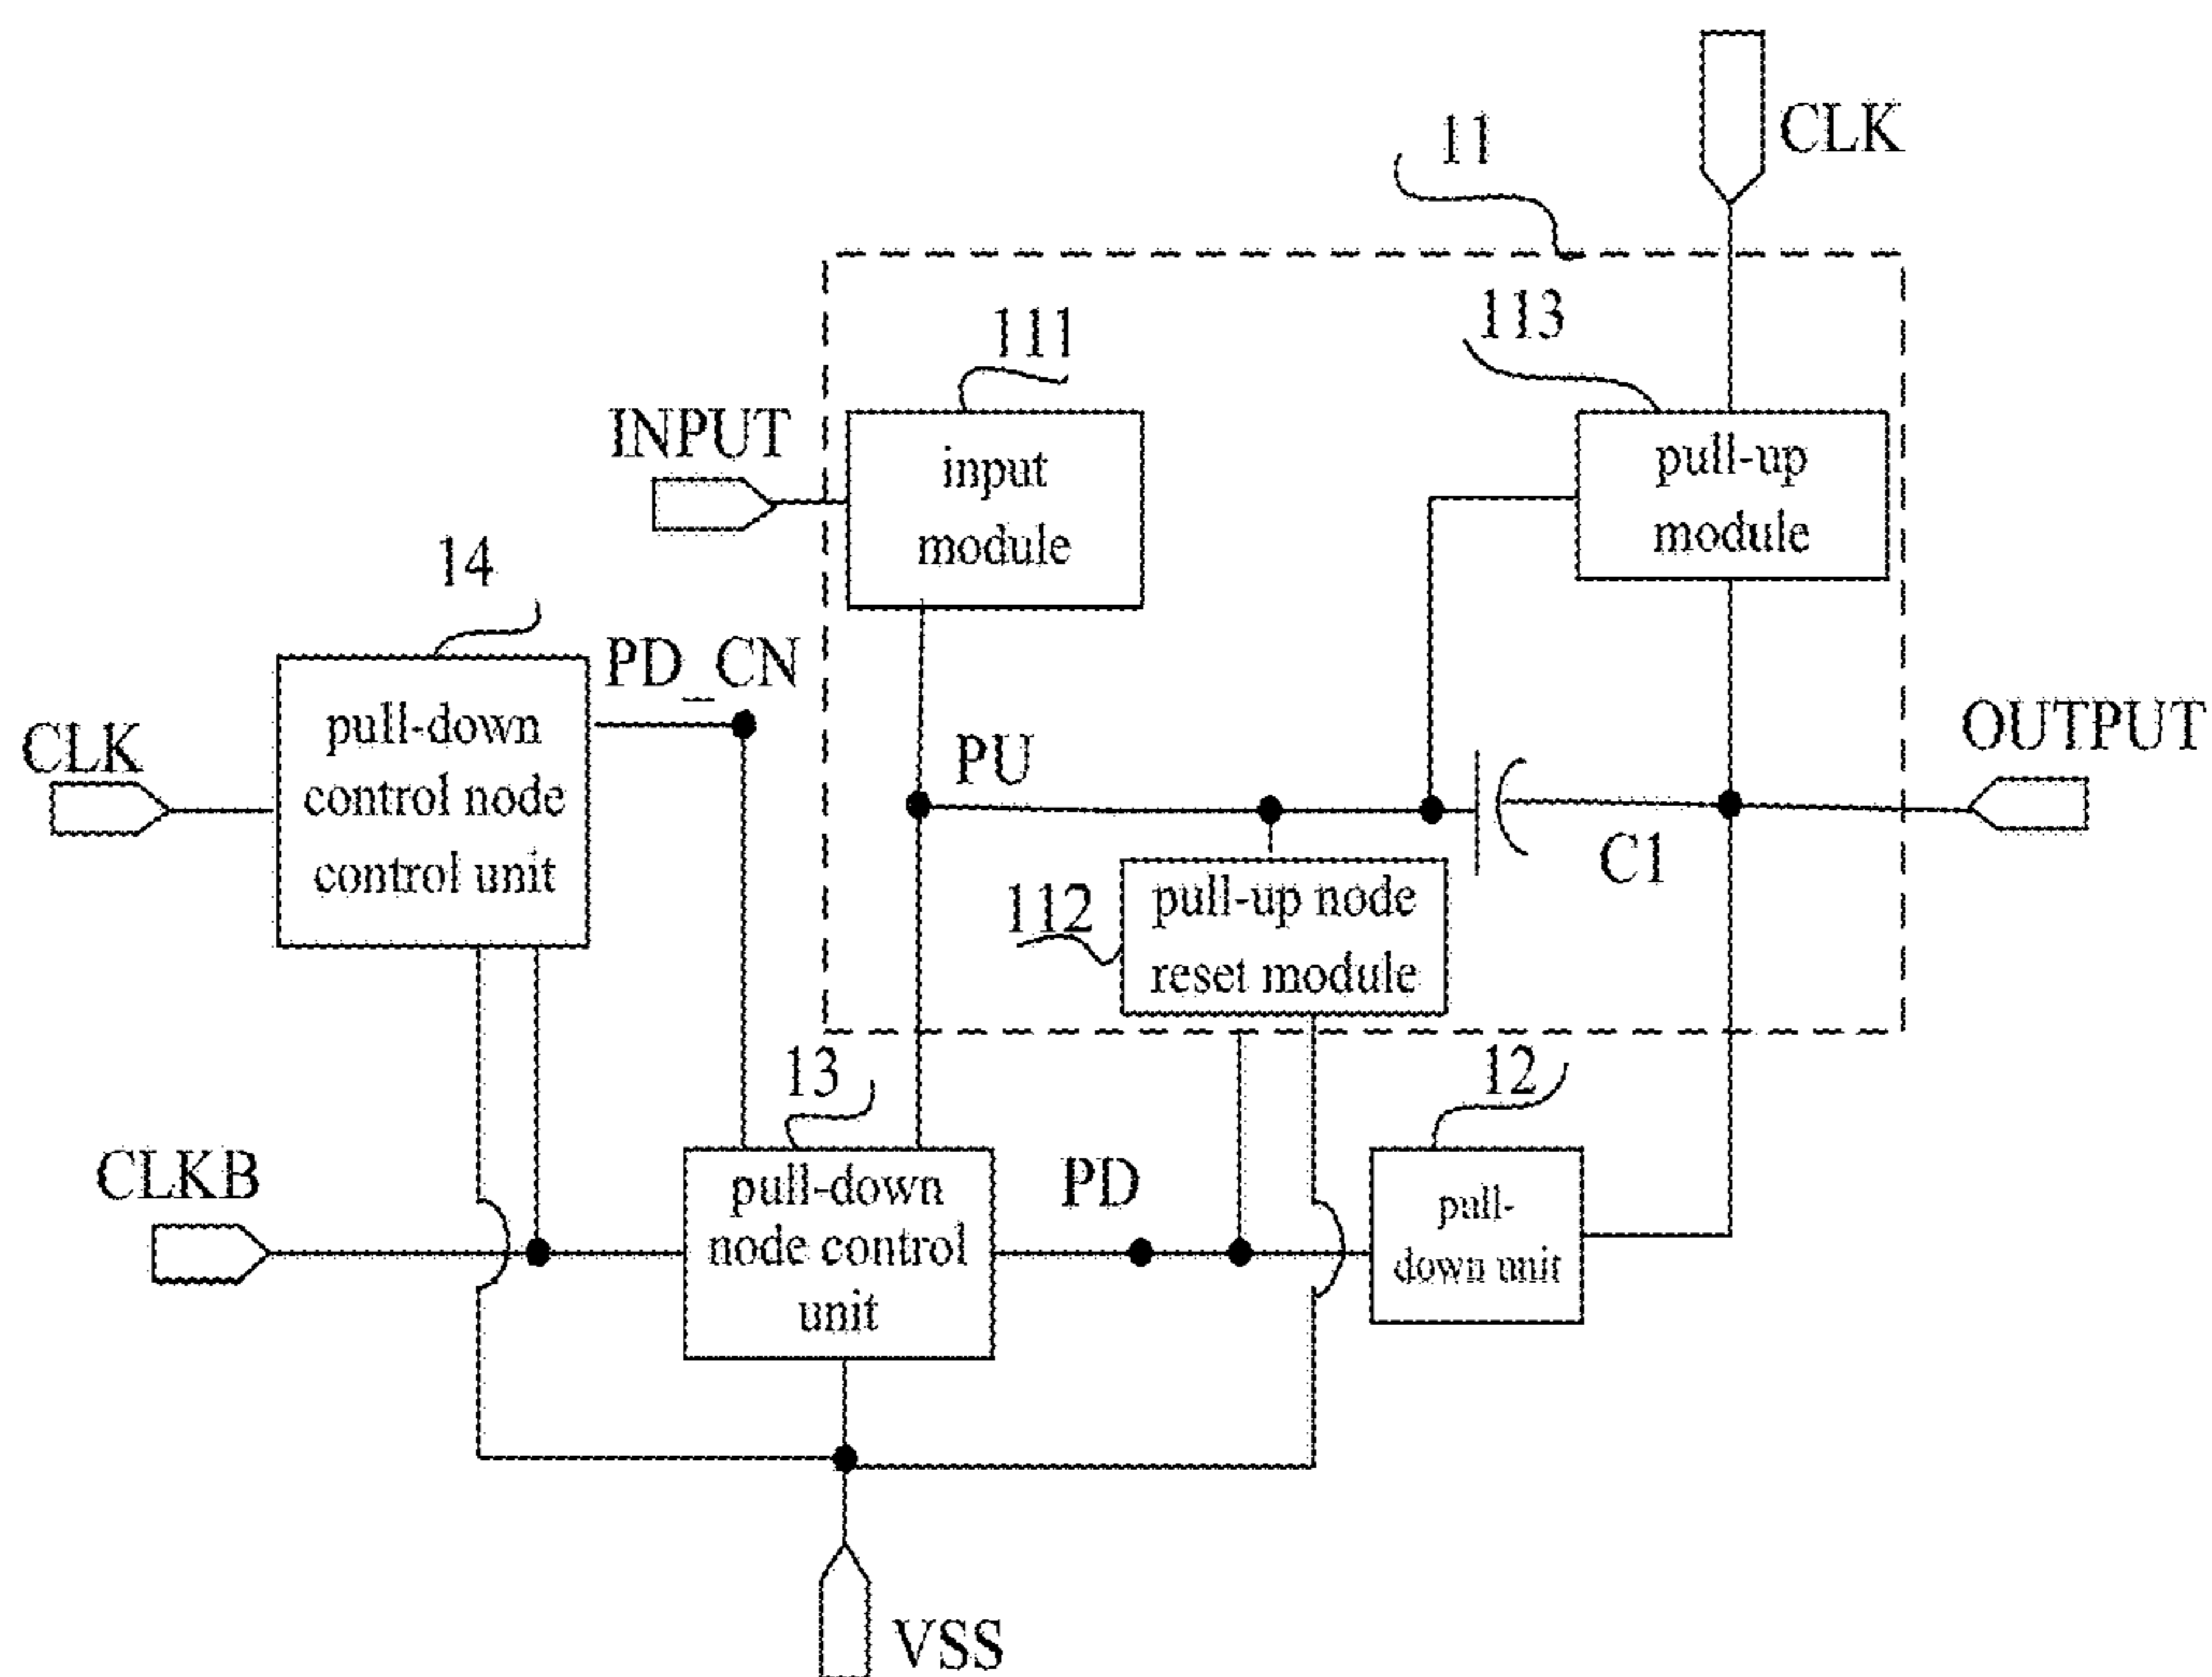 CLK
11
113
111
INPUT
input
module
pull-up
module
14
PD_CN
pull-down
control node
control unit
CLK
PU
OUTPUT
C1
112
pull-up node
reset module
13
12
CLKB
pull-down
node control
unit
PD
pull-
down unit
VSS